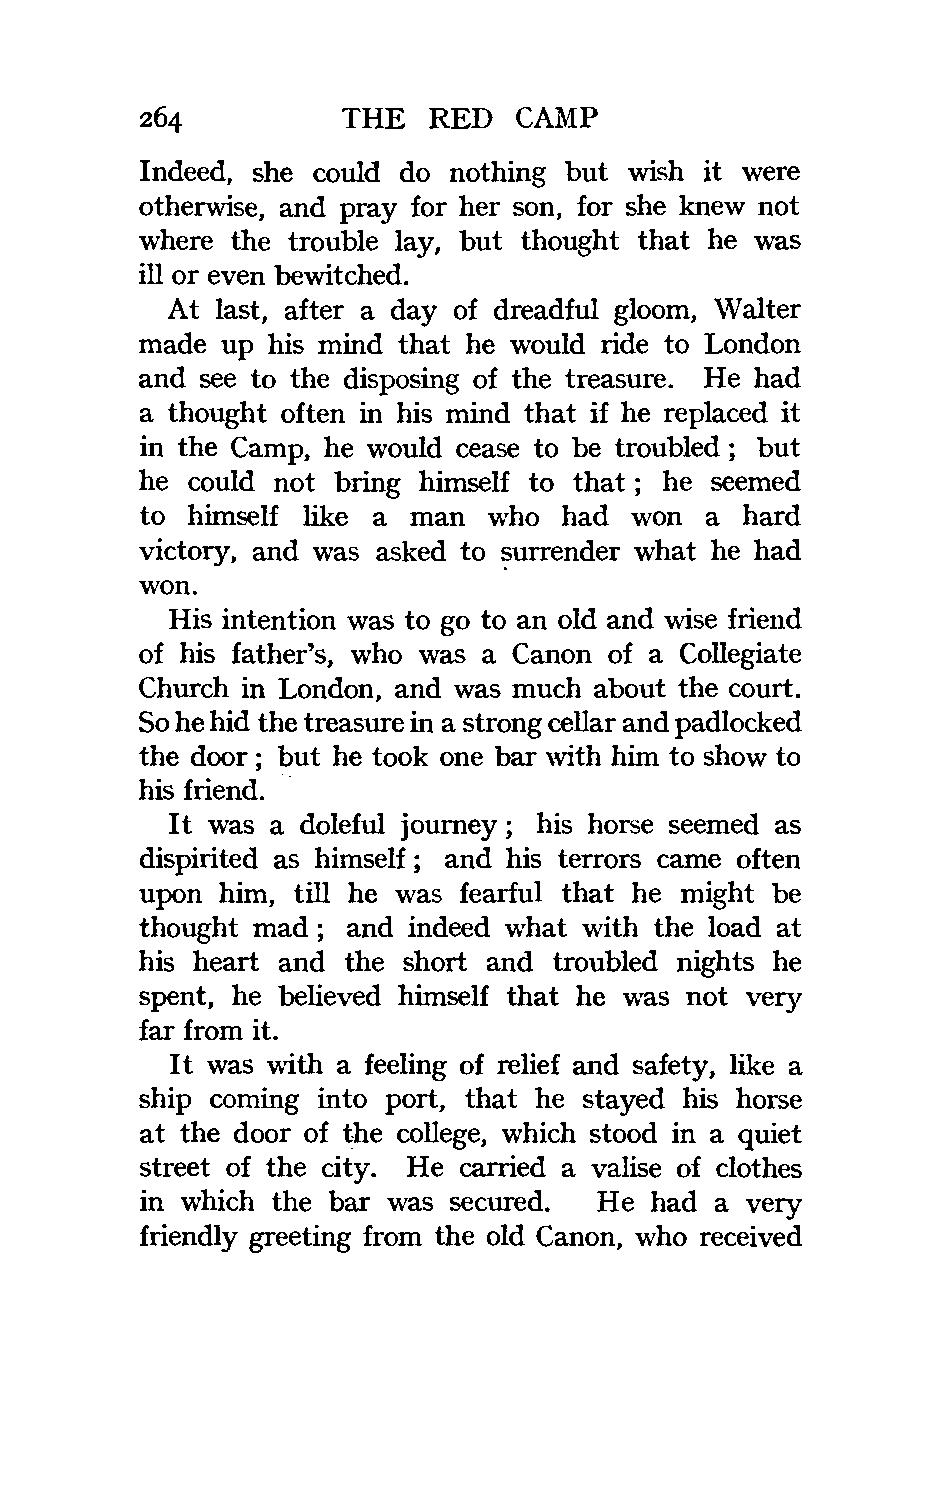 264 THE RED CAMP
Indeed, she could do nothing but wish it were
otherwise, and pray for her son, for she knew not
where the trouble lay, but thought that he was
ill or even bewitched.
At last, after a day of dreadful gloom, Walter
made up his mind that he would ride to London
and see to the disposing of the treasure. He had
a thought often in his mind that if he replaced it
in the Camp, he would cease to be troubled ; but
he could not bring himself to that ; he seemed
to himself like a man who had won a hard
victory, and was asked to surrender what he had
won.
His intention was to go to an old and wise friend
of his father's, who was a Canon of a Collegiate
Church in London, and was much about the court.
So he hid the treasure in a strong cellar and padlocked
the door ; but he took one bar with him to show to
his friend.
It was a doleful journey ; his horse seemed as
dispirited as himself ; and his terrors came often
upon him, till he was fearful that he might be
thought mad ; and indeed what with the load at
his heart and the short and troubled nights he
spent, he believed himself that he was not very
far from it.
It was with a feeling of relief and safety, like a
ship coming into port, that he stayed his horse
at the door of the college, which stood in a quiet
street of the city. He carried a valise of clothes
in which the bar was secured. He had a very
friendly greeting from the old Canon, who received